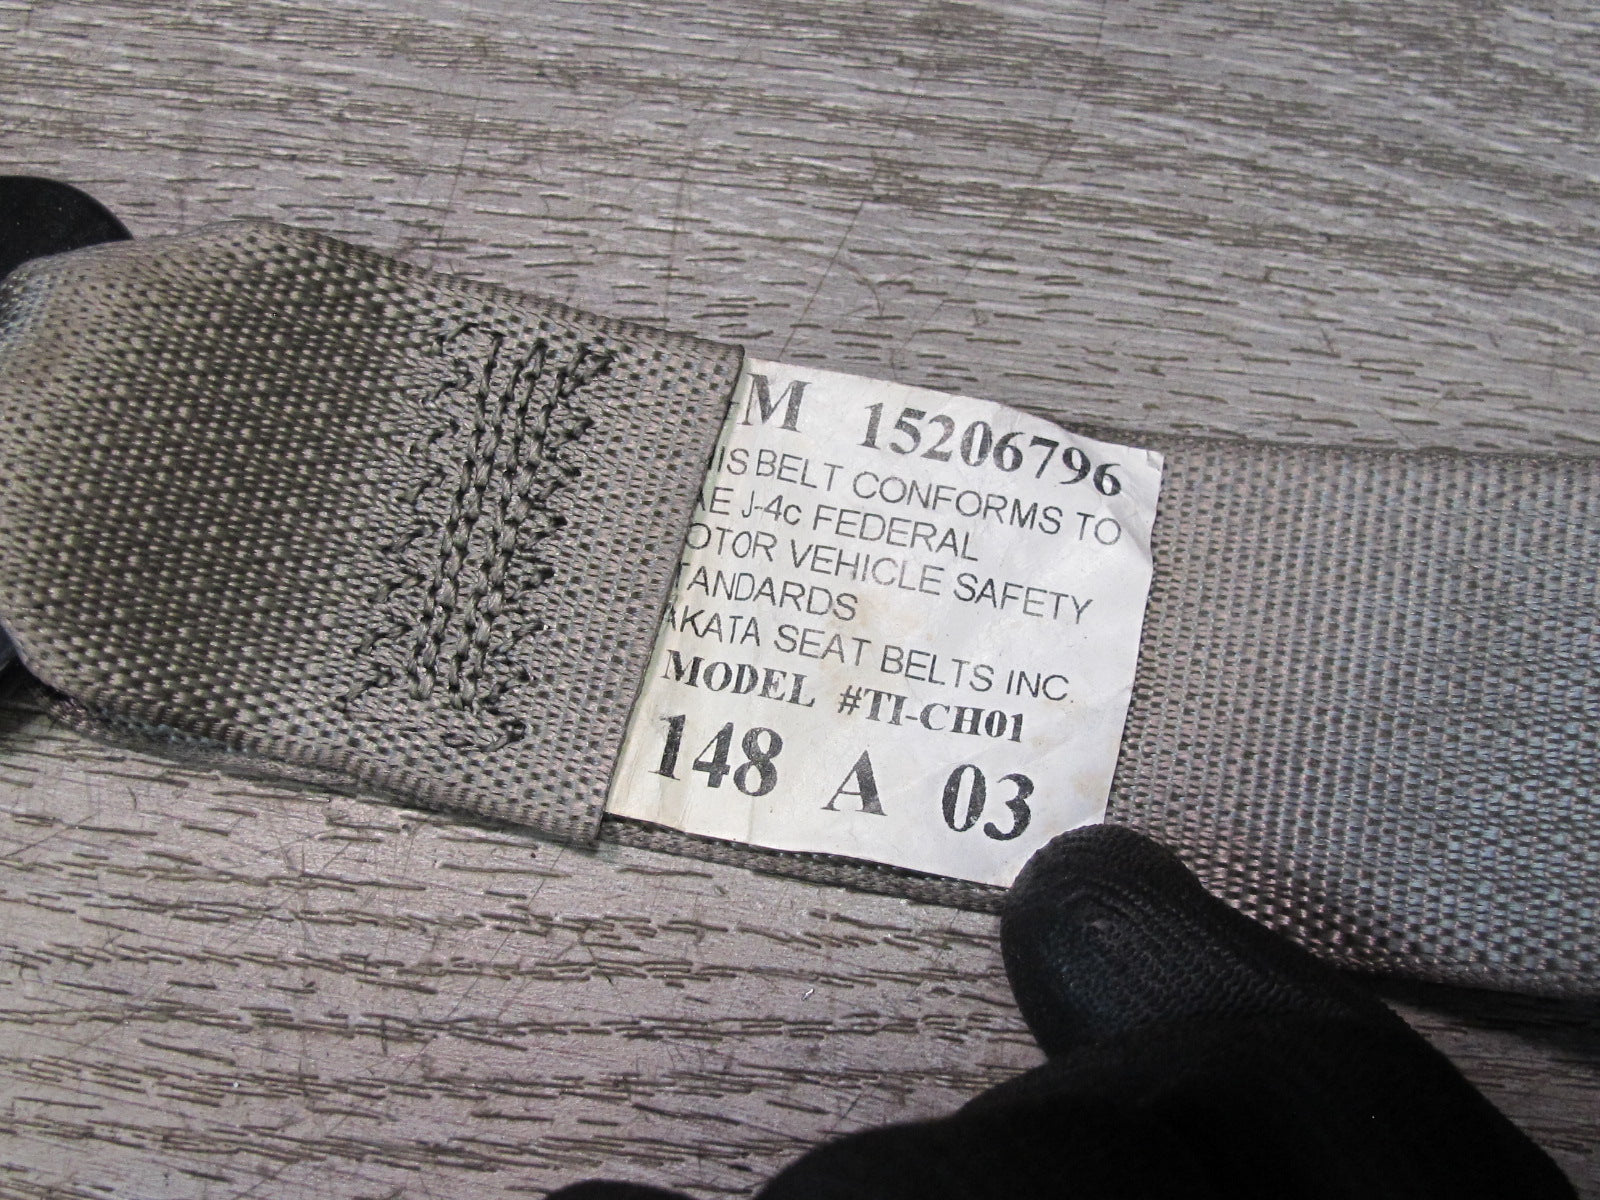 M 15206796
IS BELT CONFORMS TO
AE J-4c FEDERAL
OTOR VEHICLE SAFETY
TANDARDS
AKATA SEAT BELTS INC.
MODEL #TI-CH01
148 A 03